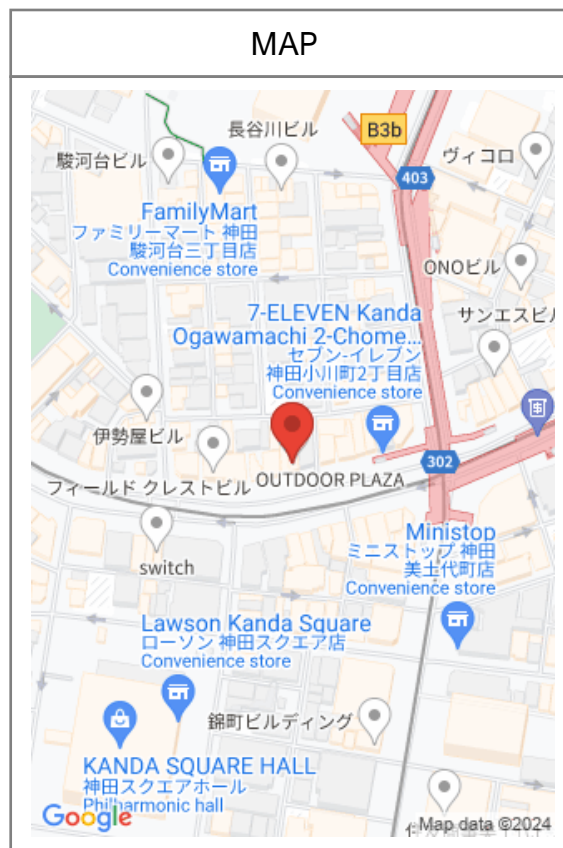 MAP
B3b
長谷川ビル
駿河台ビル
ヴィコロ
403
FamilyMart
ファミリーマート 神田
駿河台三丁目店
Convenience store
ONOビル
7-ELEVEN Kanda
Ogawamachi 2-Chome...
セブン-イレブン
神田小川町2丁目店
Convenience store
サンエスビル
伊勢屋ビル
302
OUTDOOR PLAZA
フィールド クレストビル
switch
Ministop
ミニストップ 神田
美土代町店
Convenience store
Lawson Kanda Square
ローソン 神田スクエア店
Convenience store
錦町ビルディング
KANDA SQUARE HALL
神田スクエアホール
Philharmonic hall
Google
Map data ©2024